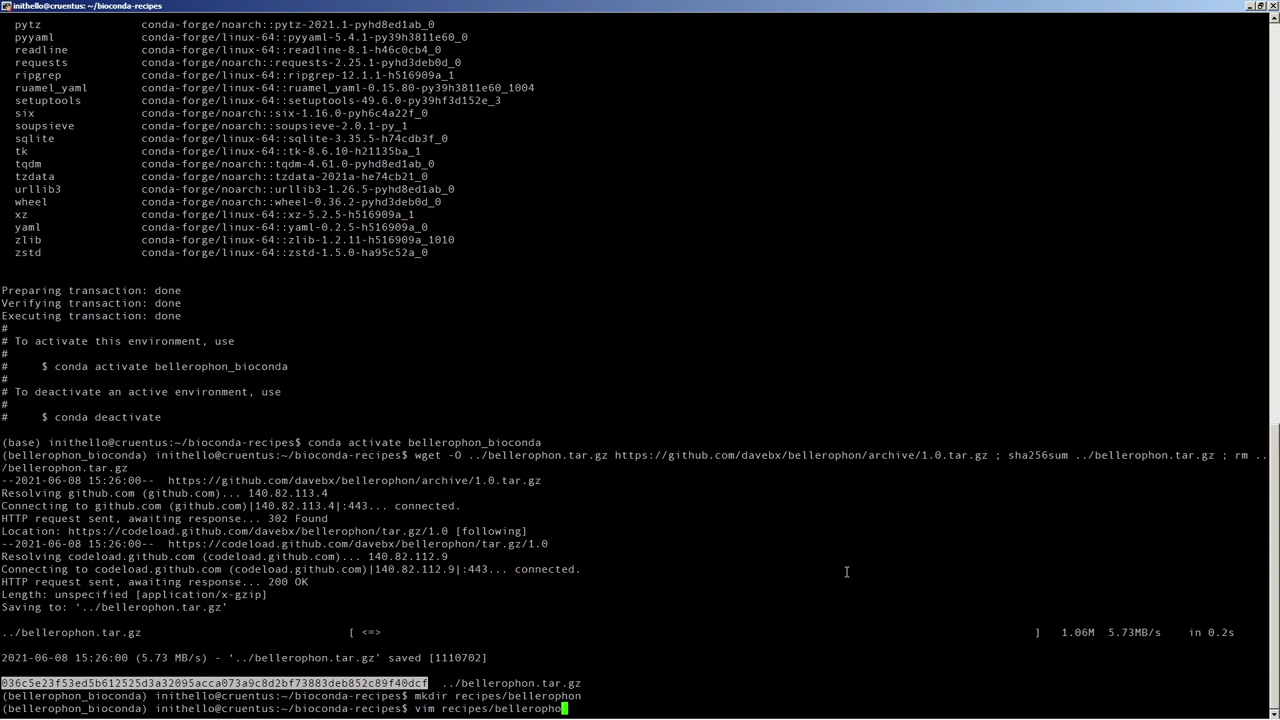 inithello@cruentus: ~/bioconda-recipes
pytz conda-forge/noarch::pytz-2021.1-pyhd8ed1ab_0
pyyaml conda-forge/linux-64::pyyaml-5.4.1-py39h3811e60_0
readline conda-forge/linux-64::readline-8.1-h46c0cb4_0
requests conda-forge/noarch::requests-2.25.1-pyhd3deb0d_0
ripgrep conda-forge/linux-64::ripgrep-12.1.1-h516909a_1
ruamel_yaml conda-forge/linux-64::ruamel_yaml-0.15.80-py39h3811e60_1004
setuptools conda-forge/linux-64::setuptools-49.6.0-py39hf3d152e_3
six conda-forge/noarch::six-1.16.0-pyh6c4a22f_0
soupsieve conda-forge/noarch::soupsieve-2.0.1-py_1
sqlite conda-forge/linux-64::sqlite-3.35.5-h74cdb3f_0
tk conda-forge/linux-64::tk-8.6.10-h21135ba_1
tqdm conda-forge/noarch::tqdm-4.61.0-pyhd8ed1ab_0
tzdata conda-forge/noarch::tzdata-2021a-he74cb21_0
urllib3 conda-forge/noarch::urllib3-1.26.5-pyhd8ed1ab_0
wheel conda-forge/noarch::wheel-0.36.2-pyhd3deb0d_0
xz conda-forge/linux-64::xz-5.2.5-h516909a_1
yaml conda-forge/linux-64::yaml-0.2.5-h516909a_0
zlib conda-forge/linux-64::zlib-1.2.11-h516909a_1010
zstd conda-forge/linux-64::zstd-1.5.0-ha95c52a_0
Preparing transaction: done
Verifying transaction: done
Executing transaction: done
#
# To activate this environment, use
#
# $ conda activate bellerophon_bioconda
#
# To deactivate an active environment, use
#
# $ conda deactivate
(base) inithello@cruentus:~/bioconda-recipes$ conda activate bellerophon_bioconda
(bellerophon_bioconda) inithello@cruentus:~/bioconda-recipes$ wget -O ../bellerophon.tar.gz https://github.com/davebx/bellerophon/archive/1.0.tar.gz ; sha256sum ../bellerophon.tar.gz ; rm ..
/bellerophon.tar.gz
--2021-06-08 15:26:00-- https://github.com/davebx/bellerophon/archive/1.0.tar.gz
Resolving github.com (github.com)... 140.82.113.4
Connecting to github.com (github.com)|140.82.113.4|:443... connected.
HTTP request sent, awaiting response... 302 Found
Location: https://codeload.github.com/davebx/bellerophon/tar.gz/1.0 [following]
--2021-06-08 15:26:00-- https://codeload.github.com/davebx/bellerophon/tar.gz/1.0
Resolving codeload.github.com (codeload.github.com)... 140.82.112.9
Connecting to codeload.github.com (codeload.github.com)|140.82.112.9|:443... connected.
HTTP request sent, awaiting response... 200 OK
Length: unspecified [application/x-gzip]
Saving to: ‘../bellerophon.tar.gz’
../bellerophon.tar.gz [ <=> ] 1.06M 5.73MB/s in 0.2s
2021-06-08 15:26:00 (5.73 MB/s) - ‘../bellerophon.tar.gz’ saved [1110702]
036c5e23f53ed5b612525d3a32095acca073a9c8d2bf73883deb852c89f40dcf ../bellerophon.tar.gz
(bellerophon_bioconda) inithello@cruentus:~/bioconda-recipes$ mkdir recipes/bellerophon
(bellerophon_bioconda) inithello@cruentus:~/bioconda-recipes$ vim recipes/belleropho